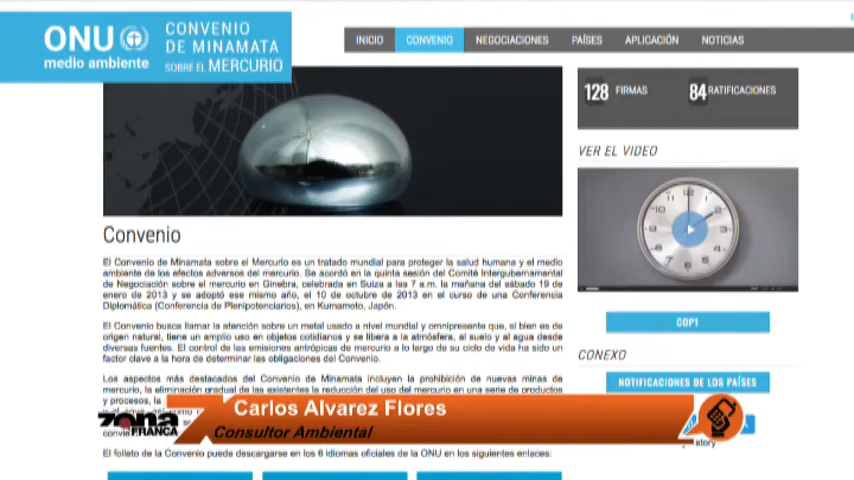 ONU
medio ambiente
CONVENIO
DE MINAMATA
SOBRE EL MERCURIO
INICIO CONVENIO NEGOCIACIONES PAÍSES APLICACIÓN NOTICIAS
128 FIRMAS 84 RATIFICACIONES
VER EL VIDEO
Convenio
El Convenio de Minamata sobre el Mercurio es un tratado mundial para proteger la salud humana y el medio
ambiente de los efectos adversos del mercurio. Se acordó en la quinta sesión del Comité Intergubernamental
de Negociación sobre el mercurio en Ginebra, celebrada en Suiza a las 7 a.m. la mañana del sábado 19 de
enero de 2013 y se adoptó ese mismo año, el 10 de octubre de 2013 en el curso de una Conferencia
Diplomática (Conferencia de Plenipotenciarios), en Kumamoto, Japón.
El Convenio busca llamar la atención sobre un metal usado a nivel mundial y omnipresente que, si bien es de
origen natural, tiene un amplio uso en objetos cotidianos y se libera a la atmósfera, al suelo y al agua desde
diversas fuentes. El control de las emisiones antrópicas de mercurio a lo largo de su ciclo de vida ha sido un
factor clave a la hora de determinar las obligaciones del Convenio.
Los aspectos más destacados del Convenio de Minamata incluyen la prohibición de nuevas minas de
mercurio, la eliminación gradual de las existentes la reducción del uso del mercurio en una serie de productos
y procesos, la
COP1
CONEXO
NOTIFICACIONES DE LOS PAÍSES
Carlos Alvarez Flores
Consultor Ambiental
zona
FRANCA
story
El folleto de la Convenio puede descargarse en los 6 idiomas oficiales de la ONU en los siguientes enlaces: